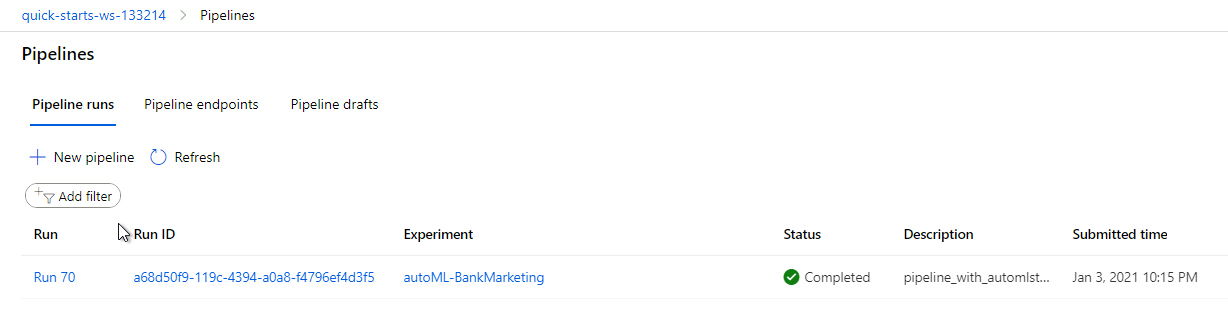 quick-starts-ws-133214 > Pipelines
Pipelines
Pipeline runs Pipeline endpoints Pipeline drafts
New pipeline Refresh
Add filter
Run Run ID Experiment Status Description Submitted time
Run 70 a68d50f9-119c-4394-a0a8-f4796ef4d3f5 autoML-BankMarketing Completed pipeline_with_automlst... Jan 3, 2021 10:15 PM